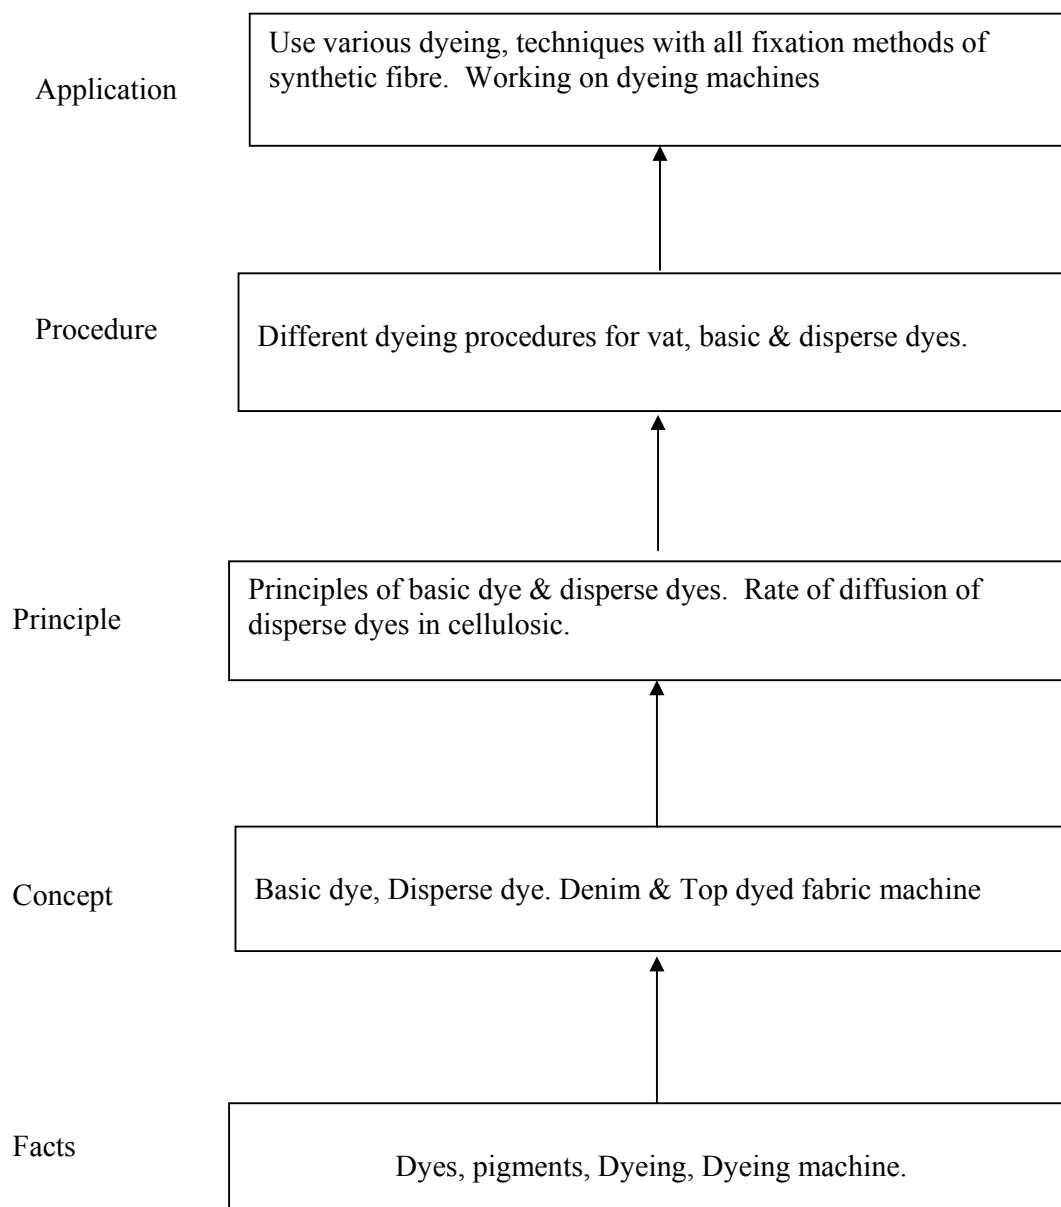 Application
Use various dyeing, techniques with all fixation methods of
synthetic fibre.  Working on dyeing machines
Procedure
Different dyeing procedures for vat, basic & disperse dyes.
Principle
Principles of basic dye & disperse dyes.  Rate of diffusion of
disperse dyes in cellulosic.
Concept
Basic dye, Disperse dye. Denim & Top dyed fabric machine
Facts
Dyes, pigments, Dyeing, Dyeing machine.